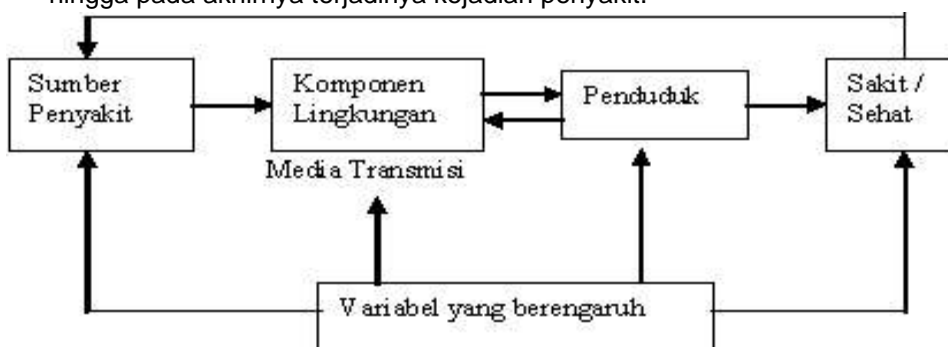 hingga pada akhirnya terjadinya kejadian penyakit.
Sumber
Penyakit
Komponen
Lingkungan
Penduduk
Sakit /
Sehat
Media Transmisi
Variabel yang berengaruh